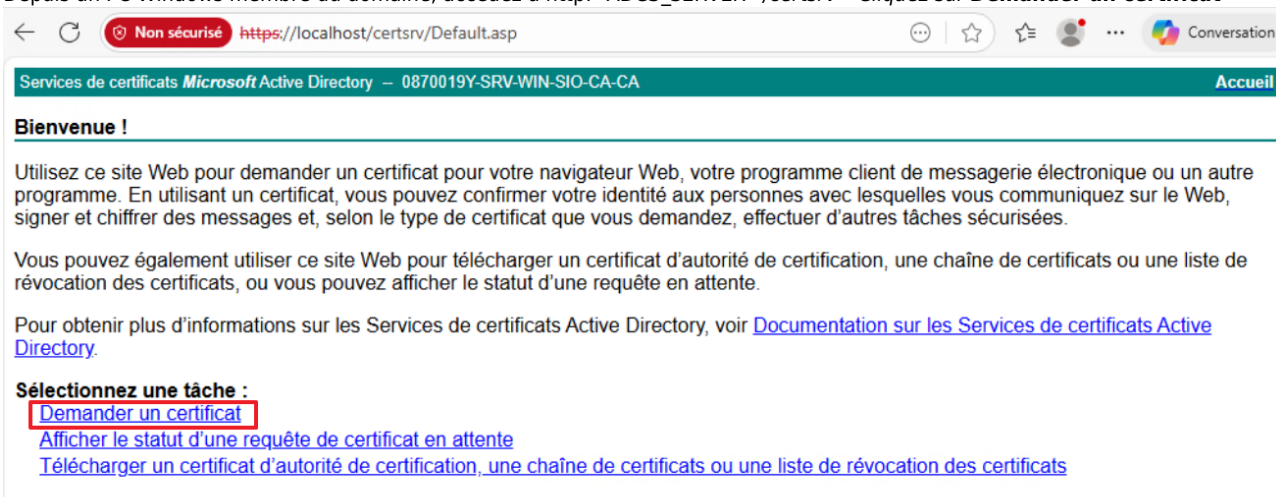 Non sécurisé https://localhost/certsrv/Default.asp Conversation
Services de certificats Microsoft Active Directory -- 0870019Y-SRV-WIN-SIO-CA-CA Accueil
Bienvenue !
Utilisez ce site Web pour demander un certificat pour votre navigateur Web, votre programme client de messagerie électronique ou un autre
programme. En utilisant un certificat, vous pouvez confirmer votre identité aux personnes avec lesquelles vous communiquez sur le Web,
signer et chiffrer des messages et, selon le type de certificat que vous demandez, effectuer d'autres tâches sécurisées.
Vous pouvez également utiliser ce site Web pour télécharger un certificat d'autorité de certification, une chaîne de certificats ou une liste de
révocation des certificats, ou vous pouvez afficher le statut d'une requête en attente.
Pour obtenir plus d'informations sur les Services de certificats Active Directory, voir Documentation sur les Services de certificats Active
Directory.
Sélectionnez une tâche :
Demander un certificat
Afficher le statut d'une requête de certificat en attente
Télécharger un certificat d'autorité de certification, une chaîne de certificats ou une liste de révocation des certificats